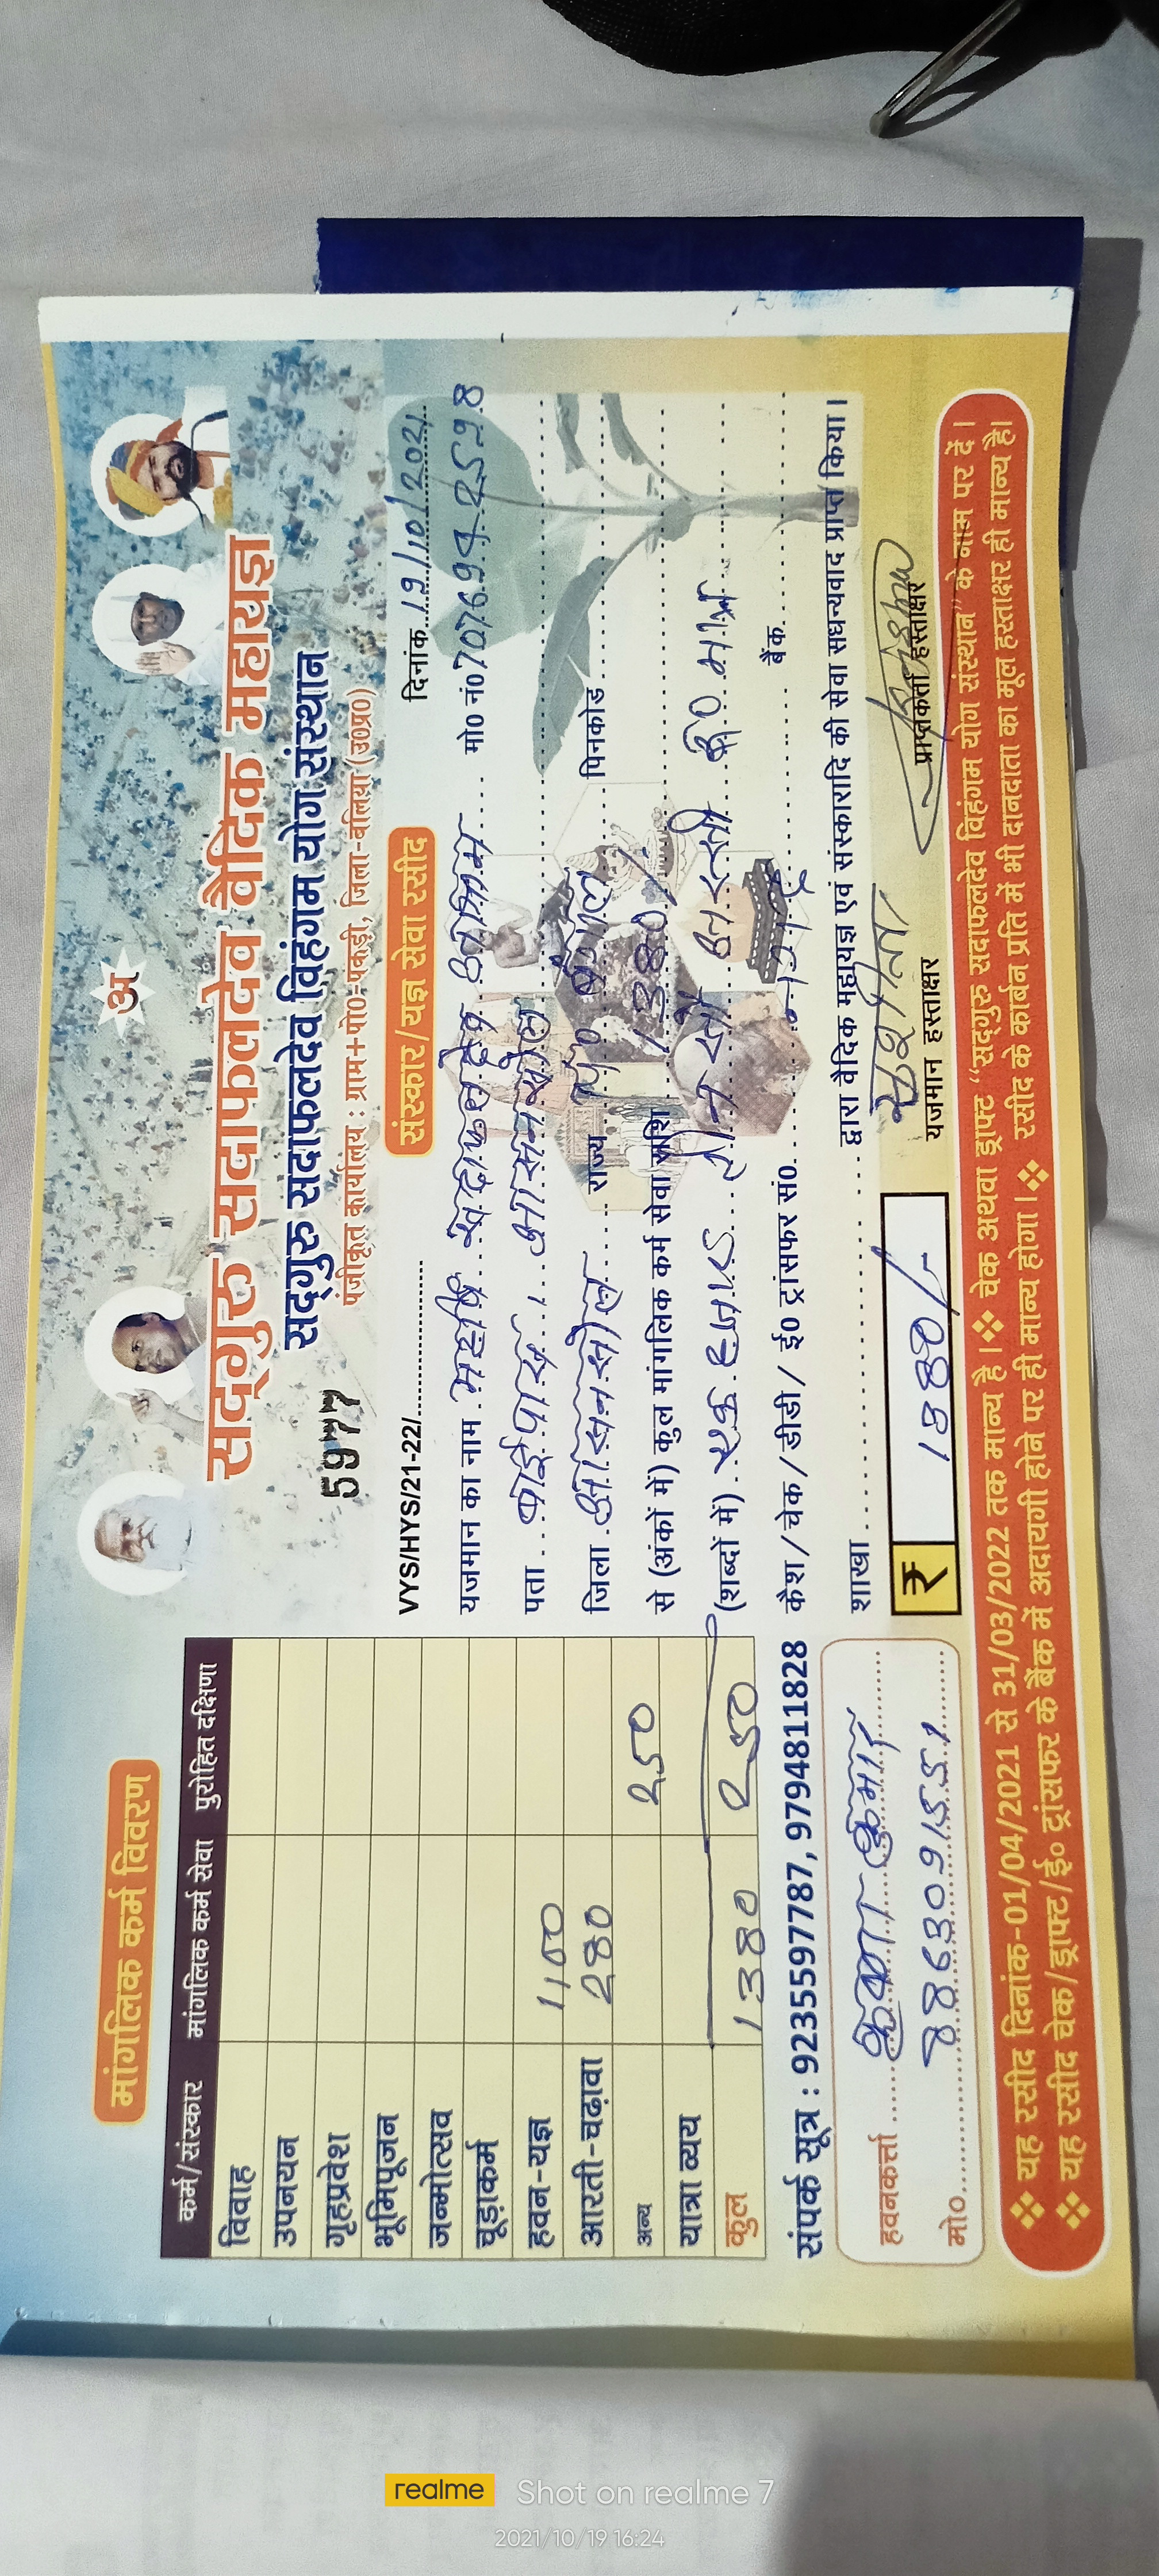 अ
सद्गुरु सदाफलदेव वैदिक महायज्ञ
सद्गुरु सदाफलदेव विहंगम योग संस्थान
पंजीकृत कार्यालय : ग्राम+पो0-पकड़ी, जिला-बलिया (उ0प्र0)
5977
संस्कार/यज्ञ सेवा रसीद
VYS/HYS/21-22/ दिनांक 19/10/2021
यजमान का नाम महर्षि सदाफल देव आश्रम मो0 नं0
पता आसनसोल
जिला आसनसोल राज्य प0 बंगाल पिनकोड
से (अंकों में) कुल मांगलिक कर्म सेवा राशि 1380/
(शब्दों में) एक हजार तीन सौ अस्सी रू0 मात्र
कैश / चेक / डीडी / ई0 ट्रांसफर सं0 बैंक
शाखा द्वारा वैदिक महायज्ञ एवं संस्कारादि की सेवा सधन्यवाद प्राप्त किया।
₹ 1380/-
यजमान हस्ताक्षर
प्राप्तकर्ता हस्ताक्षर
मांगलिक कर्म विवरण
कर्म/संस्कार मांगलिक कर्म सेवा पुरोहित दक्षिणा
विवाह
उपनयन
गृहप्रवेश
भूमिपूजन
जन्मोत्सव
चूड़ाकर्म
हवन-यज्ञ 1100
आरती-चढ़ावा 280
अन्य 250
यात्रा व्यय
कुल 1380 250
संपर्क सूत्र : 9235597787, 9794811828
हवनकर्त्ता कुमार
मो0
❖ यह रसीद दिनांक-01/04/2021 से 31/03/2022 तक मान्य है।❖ चेक अथवा ड्राफ्ट "सद्गुरु सदाफलदेव विहंगम योग संस्थान" के नाम पर दें।
❖ यह रसीद चेक/ड्राफ्ट/ई० ट्रांसफर के बैंक में अदायगी होने पर ही मान्य होगा।❖ रसीद के कार्बन प्रति में भी दानदाता का मूल हस्ताक्षर ही मान्य है।
realme Shot on realme 7
2021/10/19 16:24